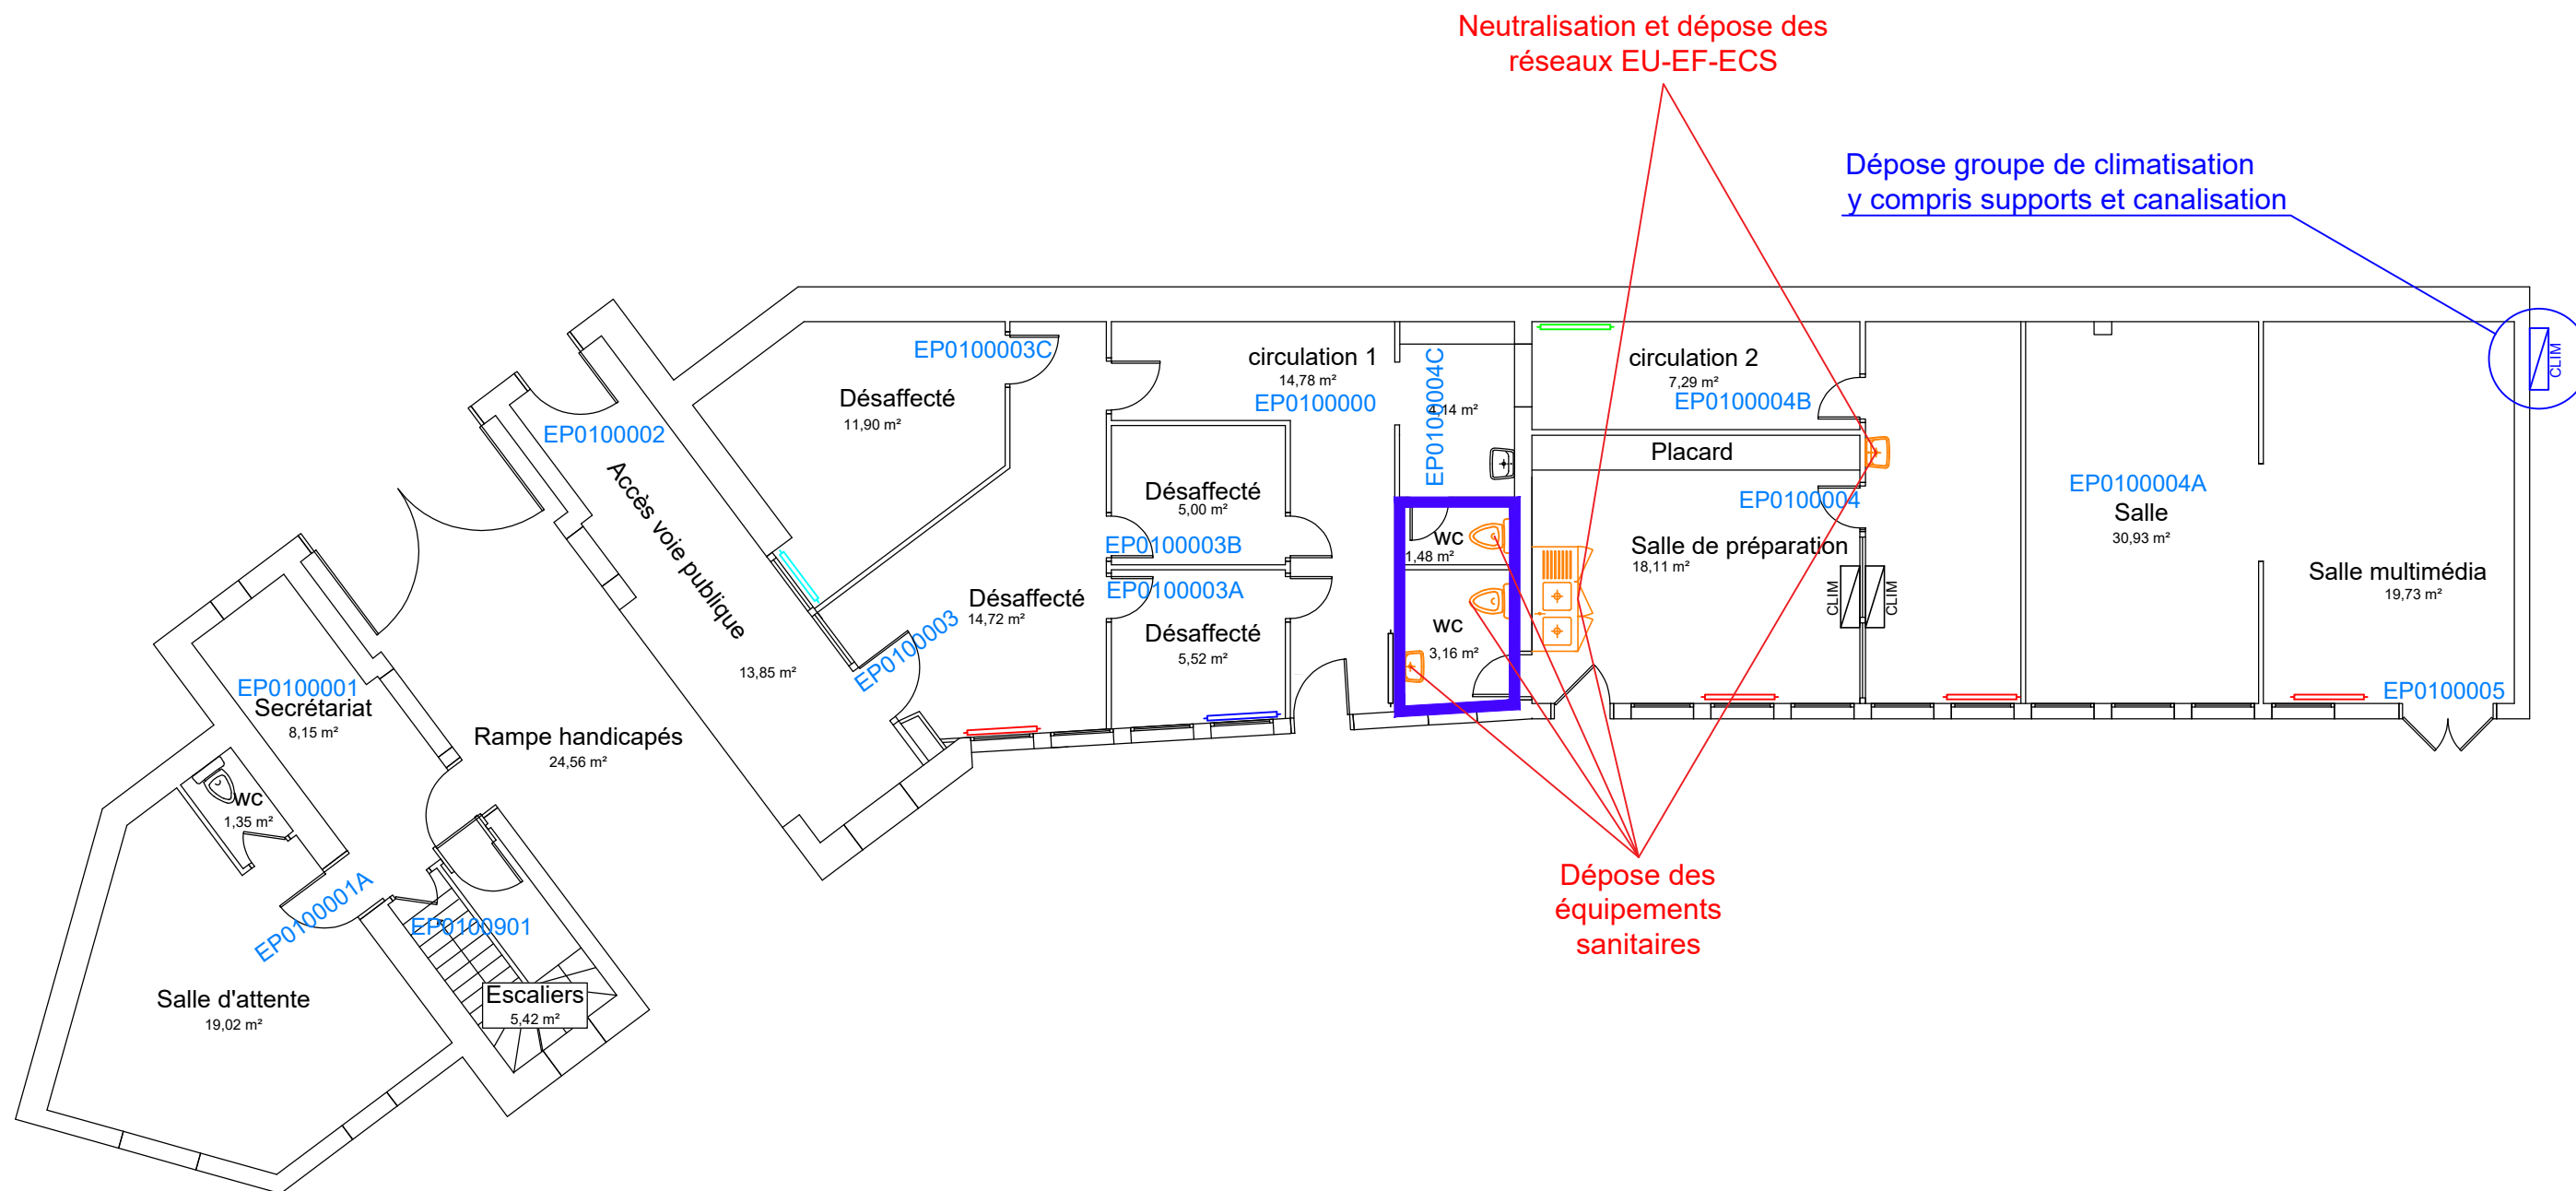 Neutralisation et dépose des
réseaux EU-EF-ECS
Dépose groupe de climatisation
y compris supports et canalisation
CLIM
EP0100003C
Désaffecté
11,90 m²
circulation 1
14,78 m²
EP0100000
EP0100004C
4,14 m²
circulation 2
7,29 m²
EP0100004B
Placard
EP0100002
Accès voie publique
13,85 m²
Désaffecté
5,00 m²
EP0100003B
EP0100003A
Désaffecté
5,52 m²
EP0100003
Désaffecté
14,72 m²
wc
1,48 m²
wc
3,16 m²
EP0100004
Salle de préparation
18,11 m²
CLIM
CLIM
EP0100004A
Salle
30,93 m²
Salle multimédia
19,73 m²
EP0100005
EP0100001
Secrétariat
8,15 m²
Rampe handicapés
24,56 m²
wc
1,35 m²
EP0100001A
EP0100901
Escaliers
5,42 m²
Salle d'attente
19,02 m²
Dépose des
équipements
sanitaires